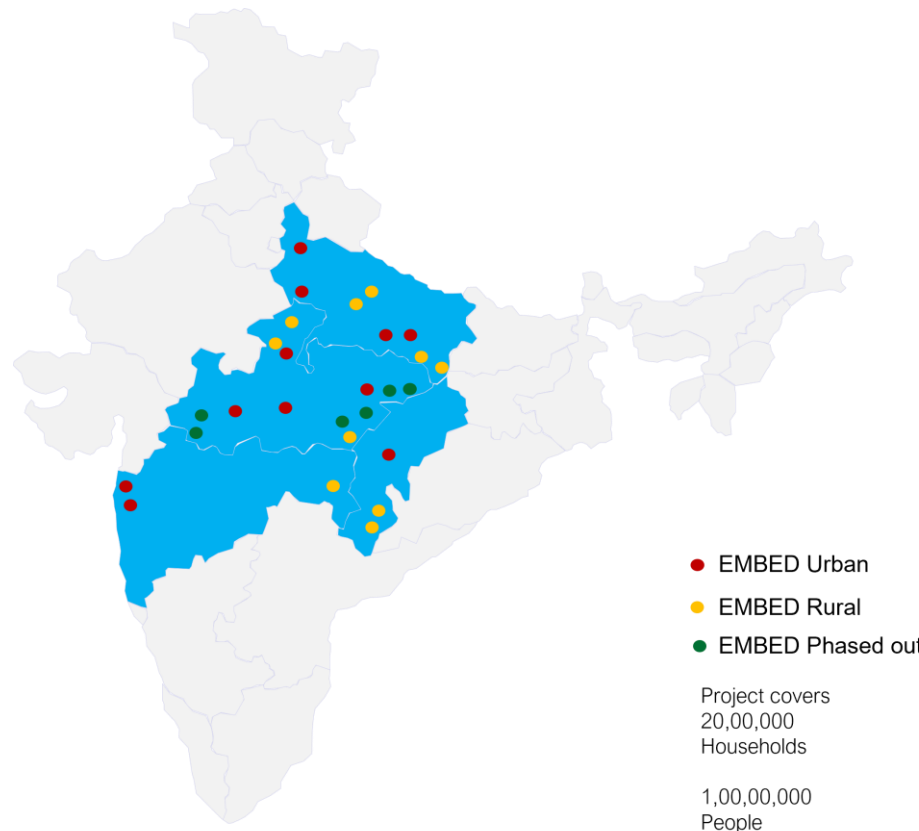 EMBED Urban
EMBED Rural
EMBED Phased out
Project covers
20,00,000
Households
1,00,00,000
People